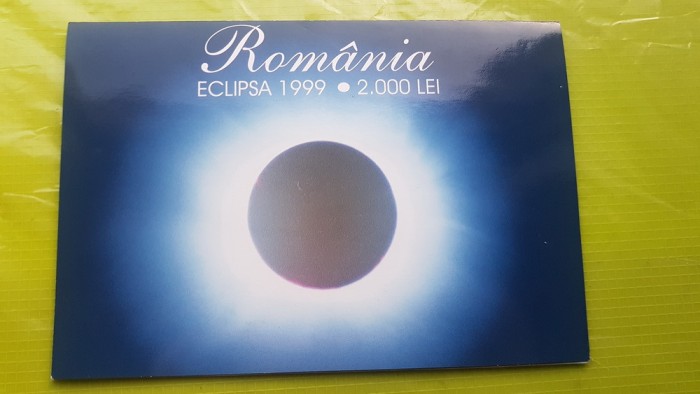 România
ECLIPSA 1999 ● 2.000 LEI